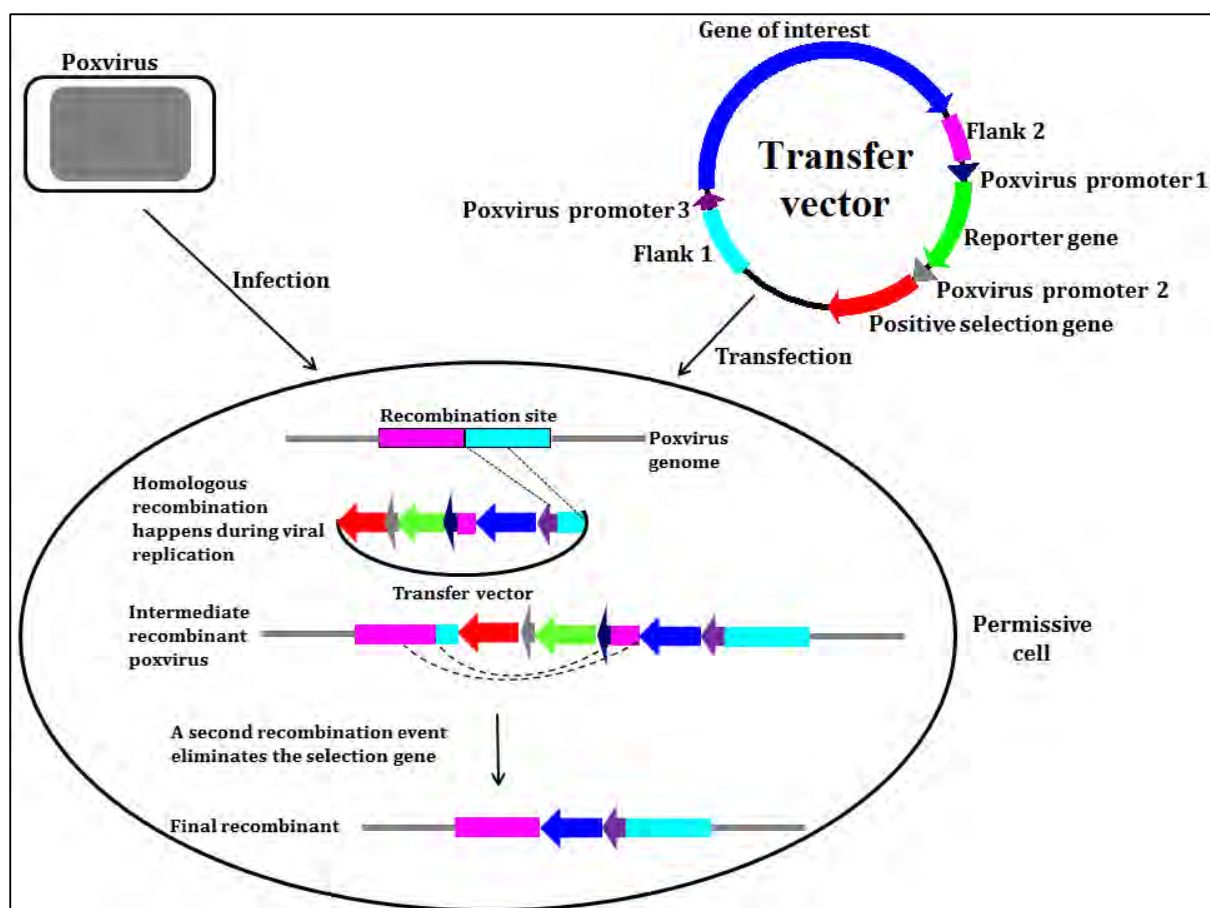 Gene of interest
Poxvirus
Flank 2
Transfer
vector
Poxvirus promoter 1
Poxvirus promoter 3
Reporter gene
Flank 1
Infection
Poxvirus promoter 2
Positive selection gene
Transfection
Recombination site
Poxvirus
genome
Homologous
recombination
happens during viral
replication
Transfer vector
Intermediate
recombinant
poxvirus
Permissive
cell
A second recombination event
eliminates the selection gene
Final recombinant